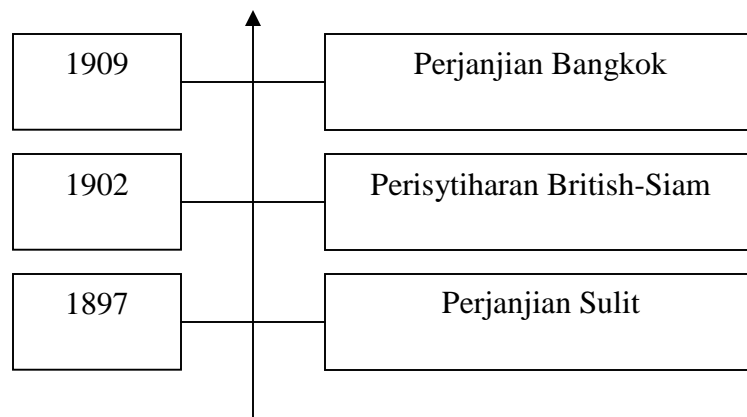 1909
Perjanjian Bangkok
1902
Perisytiharan British-Siam
1897
Perjanjian Sulit